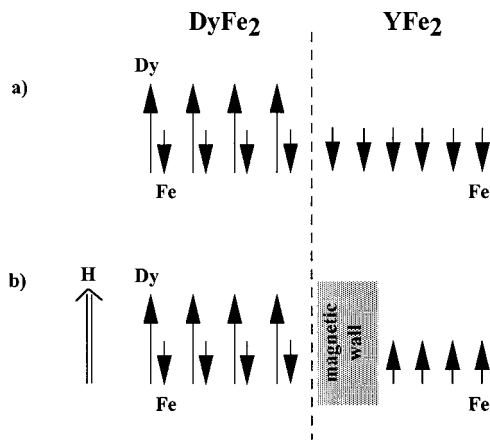 DyFe2 YFe2
Dy
a)
Fe Fe
H
b)
Dy
magnetic
wall
Fe Fe